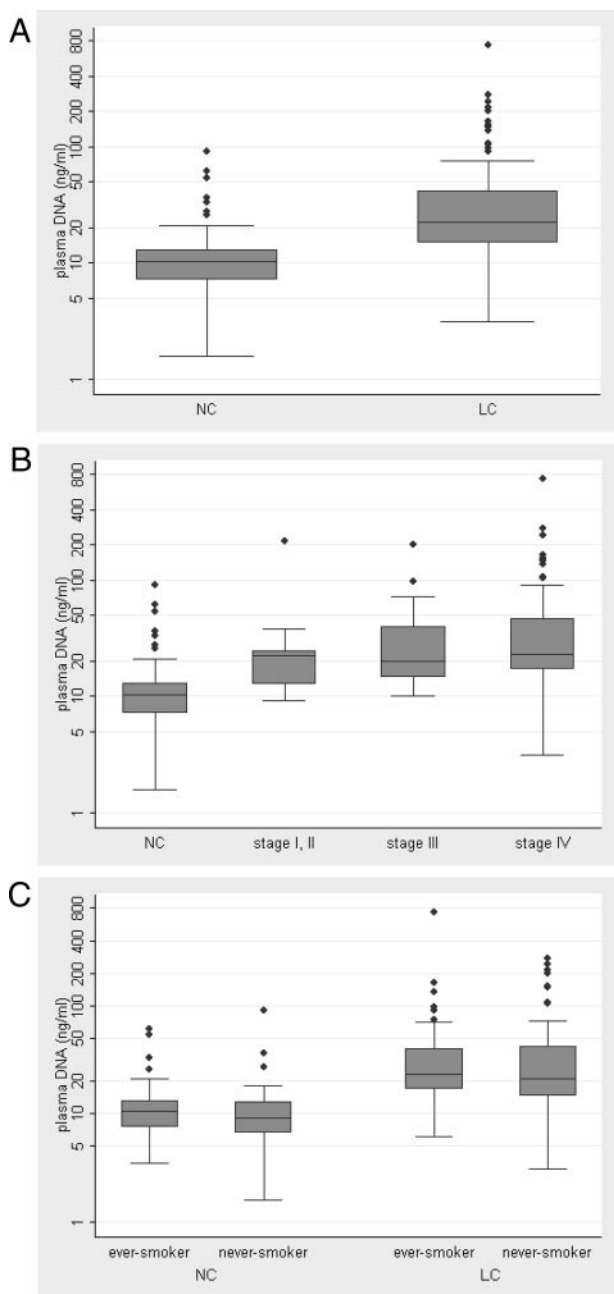 A
plasma DNA (ng/ml)
800
400
200
100
50
20
10
5
1
NC LC
B
plasma DNA (ng/ml)
800
400
200
100
50
20
10
5
1
NC stage I, II stage III stage IV
C
plasma DNA (ng/ml)
800
400
200
100
50
20
10
5
1
ever-smoker never-smoker ever-smoker never-smoker
NC LC